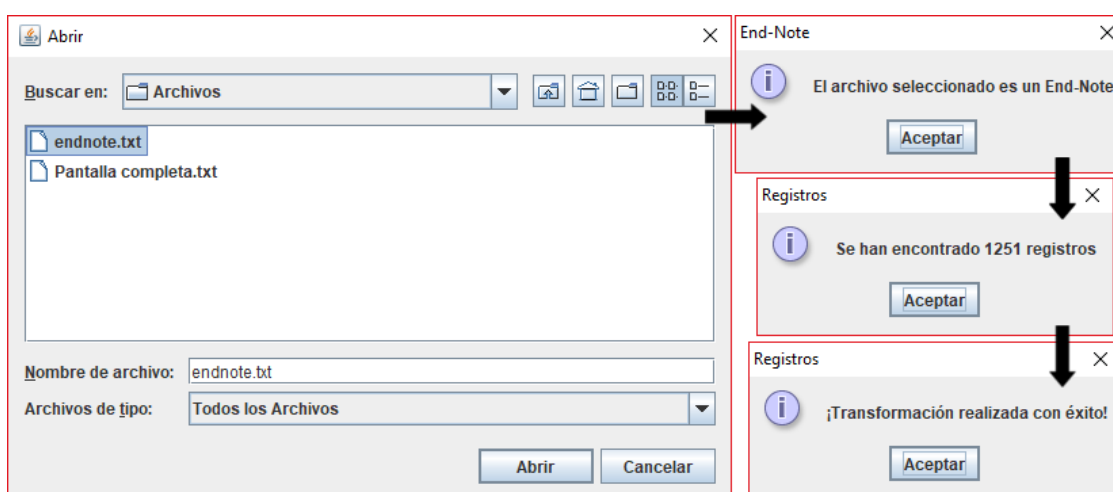 Abrir
Buscar en: Archivos
endnote.txt
Pantalla completa.txt
Nombre de archivo: endnote.txt
Archivos de tipo: Todos los Archivos
Abrir Cancelar
End-Note
El archivo seleccionado es un End-Note
Aceptar
Registros
Se han encontrado 1251 registros
Aceptar
Registros
¡Transformación realizada con éxito!
Aceptar